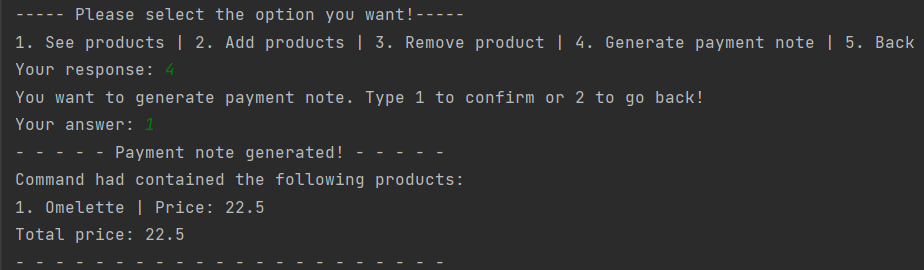 ----- Please select the option you want!-----
1. See products | 2. Add products | 3. Remove product | 4. Generate payment note | 5. Back
Your response: 4
You want to generate payment note. Type 1 to confirm or 2 to go back!
Your answer: 1
- - - - - Payment note generated! - - - - -
Command had contained the following products:
1. Omelette | Price: 22.5
Total price: 22.5
- - - - - - - - - - - - - - - - - - - - - -